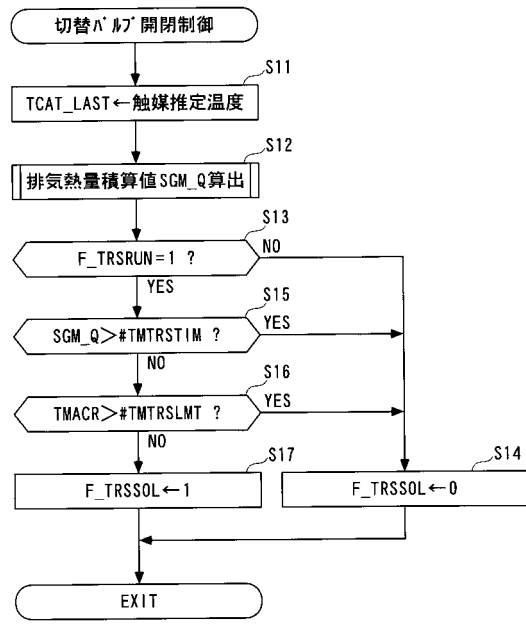 切替バルブ開閉制御
S11
TCAT_LAST←触媒推定温度
S12
排気熱量積算値SGM_Q算出
S13
F_TRSRUN=1 ?
NO
YES
S15
SGM_Q>#TMTRSTIM ?
YES
NO
S16
TMACR>#TMTRSLMT ?
YES
NO
S17
F_TRSSOL←1
S14
F_TRSSOL←0
EXIT